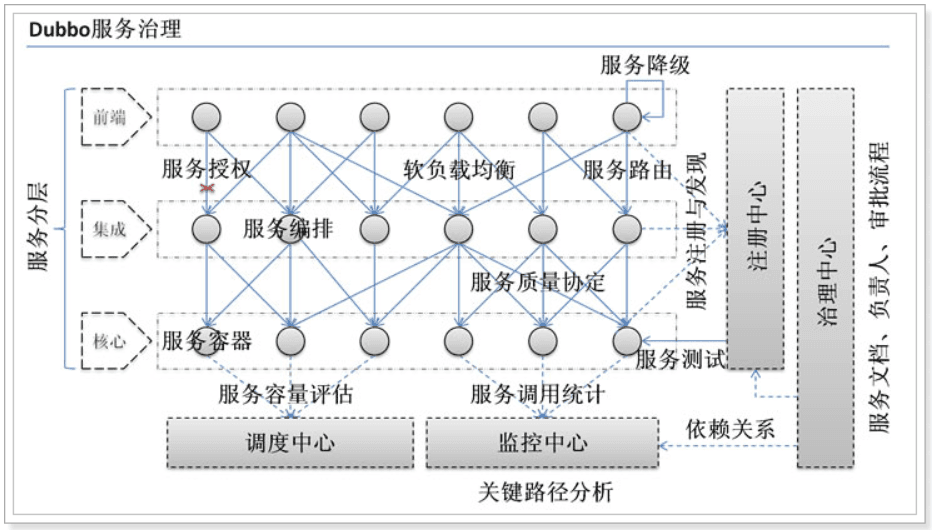 Dubbo服务治理
服务降级
前端
服务授权
软负载均衡
服务路由
服务分层
集成
服务编排
服务注册与发现
注册中心
治理中心
服务文档、负责人、审批流程
服务质量协定
核心
服务容器
服务测试
服务容量评估
服务调用统计
调度中心
监控中心
依赖关系
关键路径分析